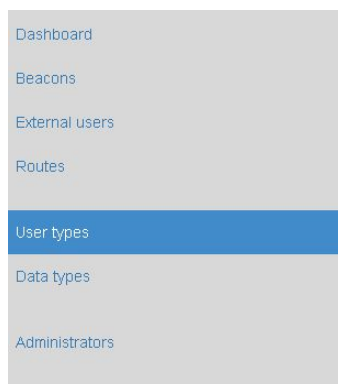 Dashboard
Beacons
External users
Routes
User types
Data types
Administrators